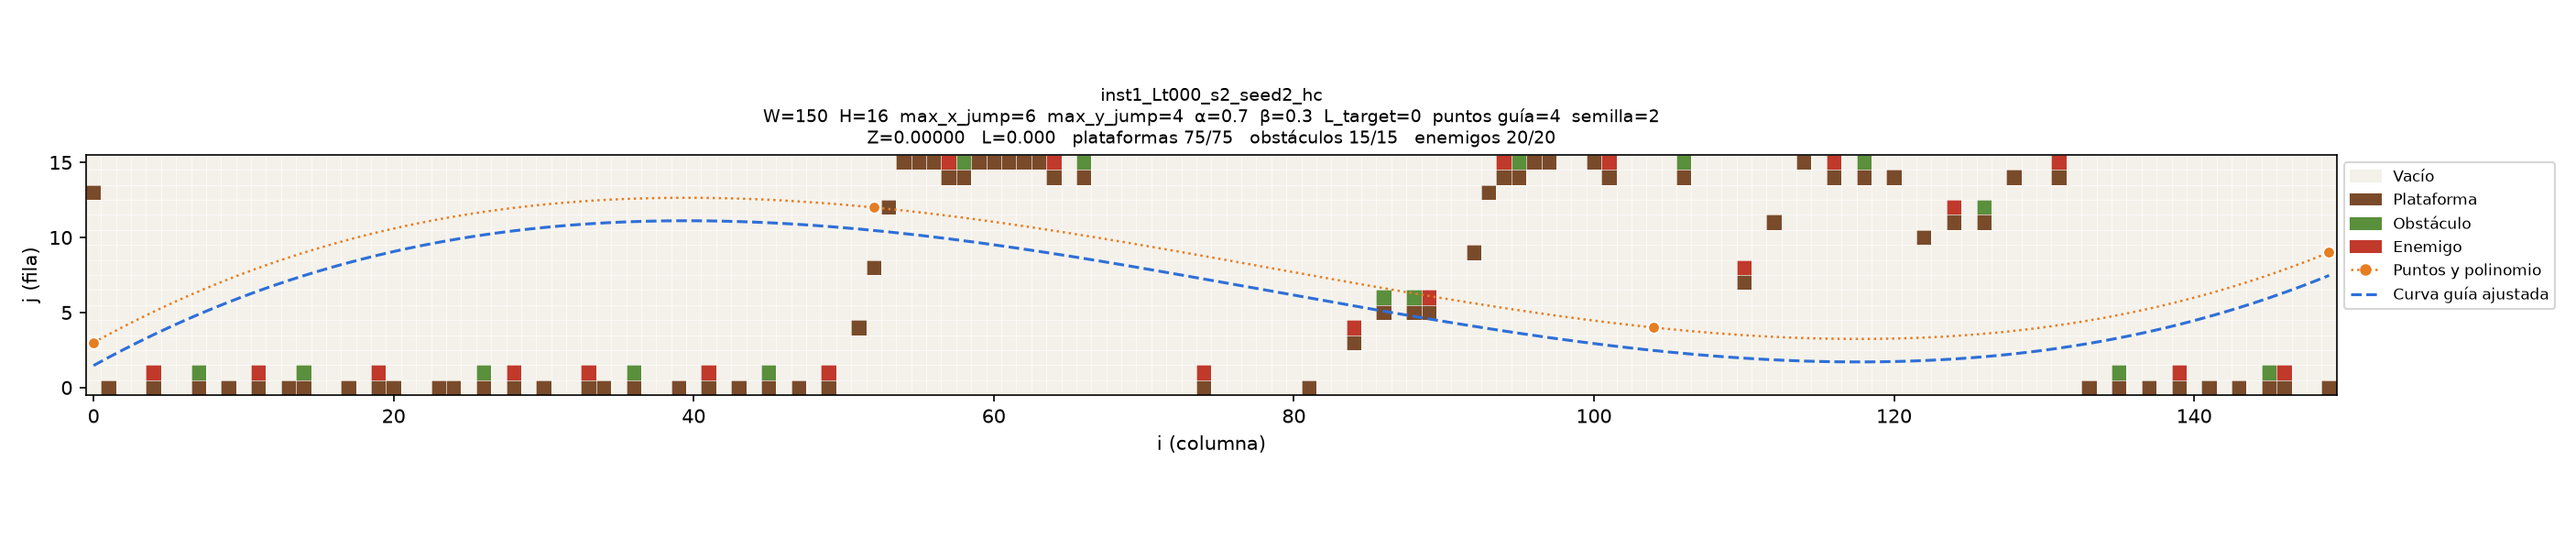 inst1_Lt000_s2_seed2_hc
W=150  H=16  max_x_jump=6  max_y_jump=4  α=0.7  β=0.3  L_target=0  puntos guía=4  semilla=2
Z=0.00000   L=0.000   plataformas 75/75   obstáculos 15/15   enemigos 20/20
15
10
5
0
j (fila)
0 20 40 60 80 100 120 140
i (columna)
Vacío
Plataforma
Obstáculo
Enemigo
Puntos y polinomio
Curva guía ajustada